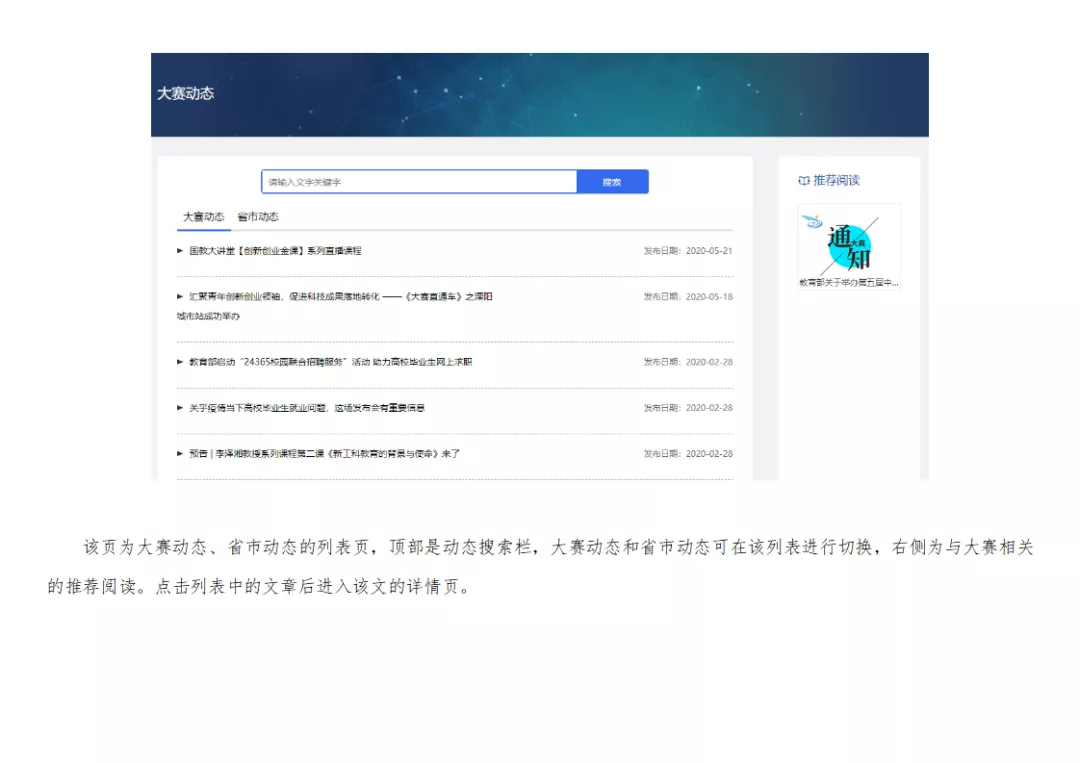 大赛动态
请输入文字关键字
搜索
大赛动态 省市动态
► 国教大讲堂【创新创业金课】系列直播课程 发布日期：2020-05-21
► 汇聚青年创新创业领袖，促进科技成果落地转化 ——《大赛直通车》之溧阳 发布日期：2020-05-18
城市站成功举办
► 教育部启动“24365校园联合招聘服务”活动 助力高校毕业生网上求职 发布日期：2020-02-28
► 关乎疫情当下高校毕业生就业问题，这场发布会有重要信息 发布日期：2020-02-28
► 预告 | 李泽湘教授系列课程第二课《新工科教育的背景与使命》来了 发布日期：2020-02-28
推荐阅读
通知
大赛
教育部关于举办第五届中...
该页为大赛动态、省市动态的列表页，顶部是动态搜索栏，大赛动态和省市动态可在该列表进行切换，右侧为与大赛相关
的推荐阅读。点击列表中的文章后进入该文的详情页。